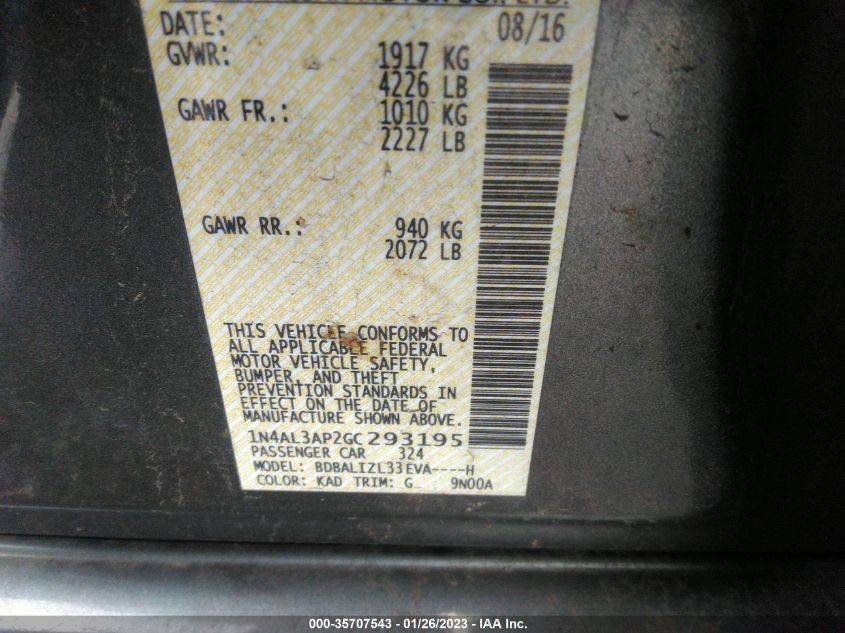 MOTOR CO., LTD.
DATE: 08/16
GVWR: 1917 KG
4226 LB
GAWR FR.: 1010 KG
2227 LB
GAWR RR.: 940 KG
2072 LB
THIS VEHICLE CONFORMS TO
ALL APPLICABLE FEDERAL
MOTOR VEHICLE SAFETY,
BUMPER, AND THEFT
PREVENTION STANDARDS IN
EFFECT ON THE DATE OF
MANUFACTURE SHOWN ABOVE.
1N4AL3AP2GC293195
PASSENGER CAR 324
MODEL: BDBALIZL33EVA----H
COLOR: KAD TRIM: G 9N00A
000-35707543 - 01/26/2023 - © IAA Inc.